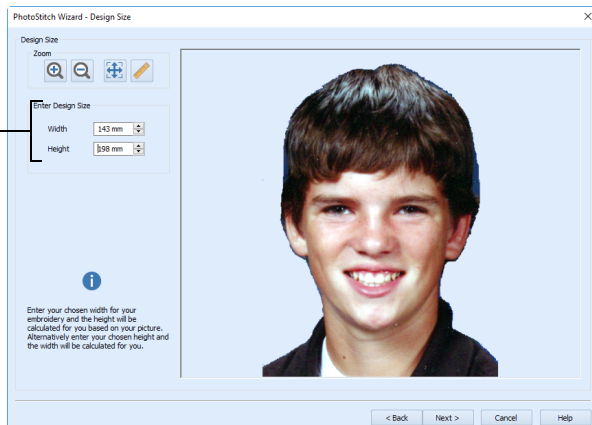 PhotoStitch Wizard - Design Size
Design Size
Zoom
Enter Design Size
Width 143 mm
Height 198 mm
Enter your chosen width for your
embroidery and the height will be
calculated for you based on your picture.
Alternatively enter your chosen height and
the width will be calculated for you.
< Back Next > Cancel Help